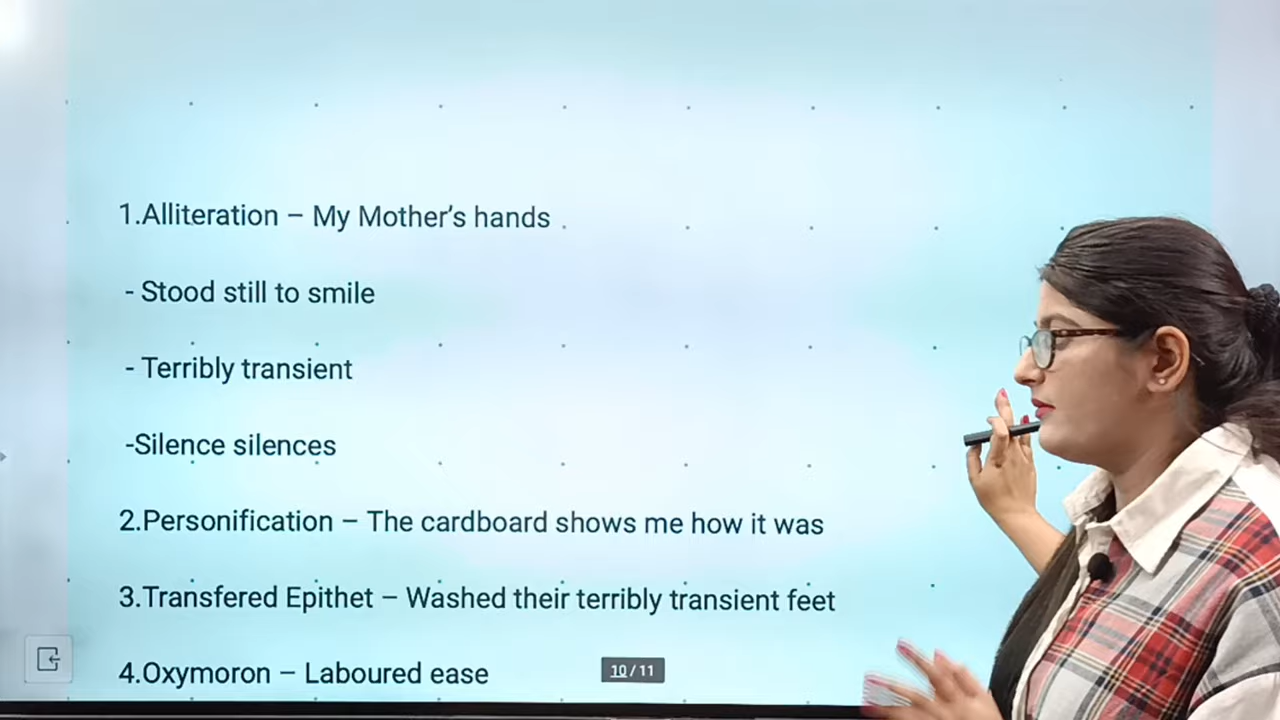 1.Alliteration – My Mother's hands
- Stood still to smile
- Terribly transient
-Silence silences
2.Personification – The cardboard shows me how it was
3.Transfered Epithet – Washed their terribly transient feet
4.Oxymoron – Laboured ease
10/11